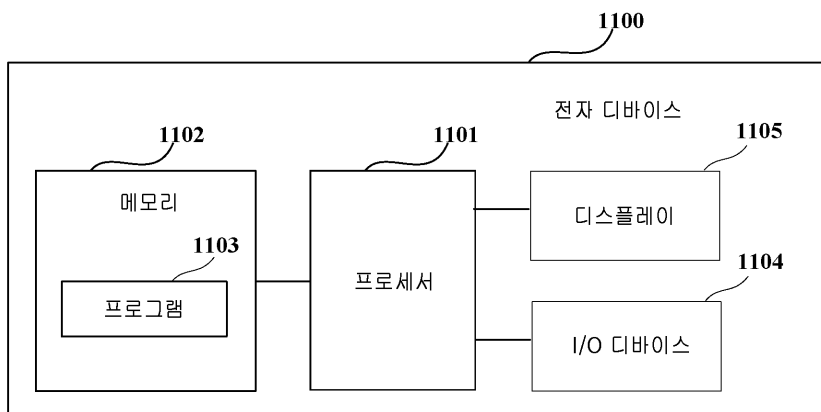 1100
전자 디바이스
1102
1101
1105
메모리
디스플레이
1103
프로그램
프로세서
1104
I/O 디바이스